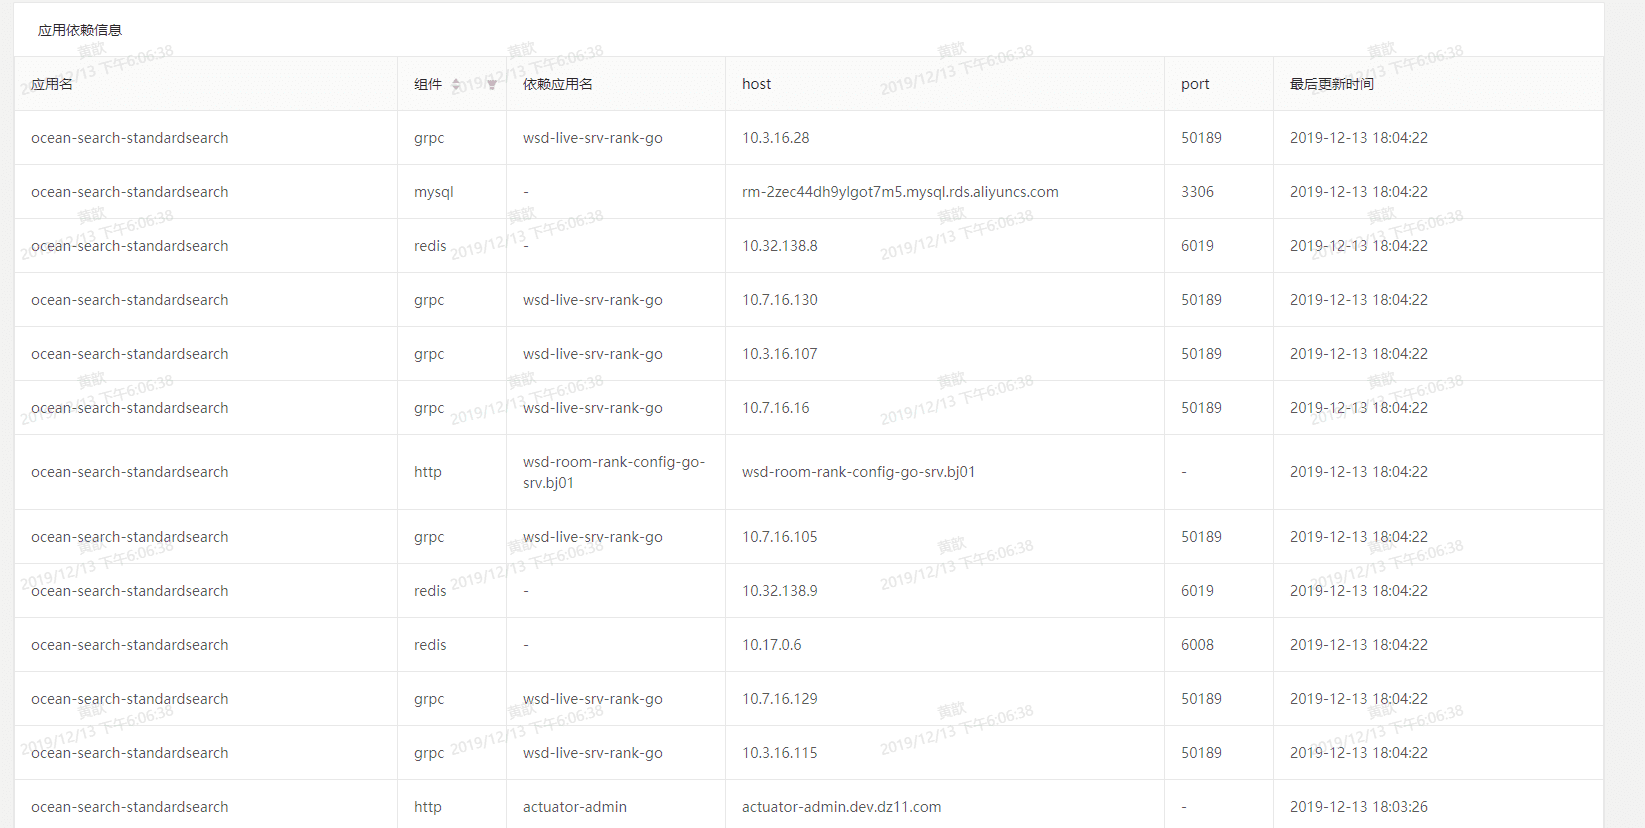 应用依赖信息
应用名 组件 依赖应用名 host port 最后更新时间
ocean-search-standardsearch grpc wsd-live-srv-rank-go 10.3.16.28 50189 2019-12-13 18:04:22
ocean-search-standardsearch mysql - rm-2zec44dh9ylgot7m5.mysql.rds.aliyuncs.com 3306 2019-12-13 18:04:22
ocean-search-standardsearch redis - 10.32.138.8 6019 2019-12-13 18:04:22
ocean-search-standardsearch grpc wsd-live-srv-rank-go 10.7.16.130 50189 2019-12-13 18:04:22
ocean-search-standardsearch grpc wsd-live-srv-rank-go 10.3.16.107 50189 2019-12-13 18:04:22
ocean-search-standardsearch grpc wsd-live-srv-rank-go 10.7.16.16 50189 2019-12-13 18:04:22
ocean-search-standardsearch http wsd-room-rank-config-go- wsd-room-rank-config-go-srv.bj01 - 2019-12-13 18:04:22
srv.bj01
ocean-search-standardsearch grpc wsd-live-srv-rank-go 10.7.16.105 50189 2019-12-13 18:04:22
ocean-search-standardsearch redis - 10.32.138.9 6019 2019-12-13 18:04:22
ocean-search-standardsearch redis - 10.17.0.6 6008 2019-12-13 18:04:22
ocean-search-standardsearch grpc wsd-live-srv-rank-go 10.7.16.129 50189 2019-12-13 18:04:22
ocean-search-standardsearch grpc wsd-live-srv-rank-go 10.3.16.115 50189 2019-12-13 18:04:22
ocean-search-standardsearch http actuator-admin actuator-admin.dev.dz11.com - 2019-12-13 18:03:26
黄歆
2019/12/13 下午6:06:38